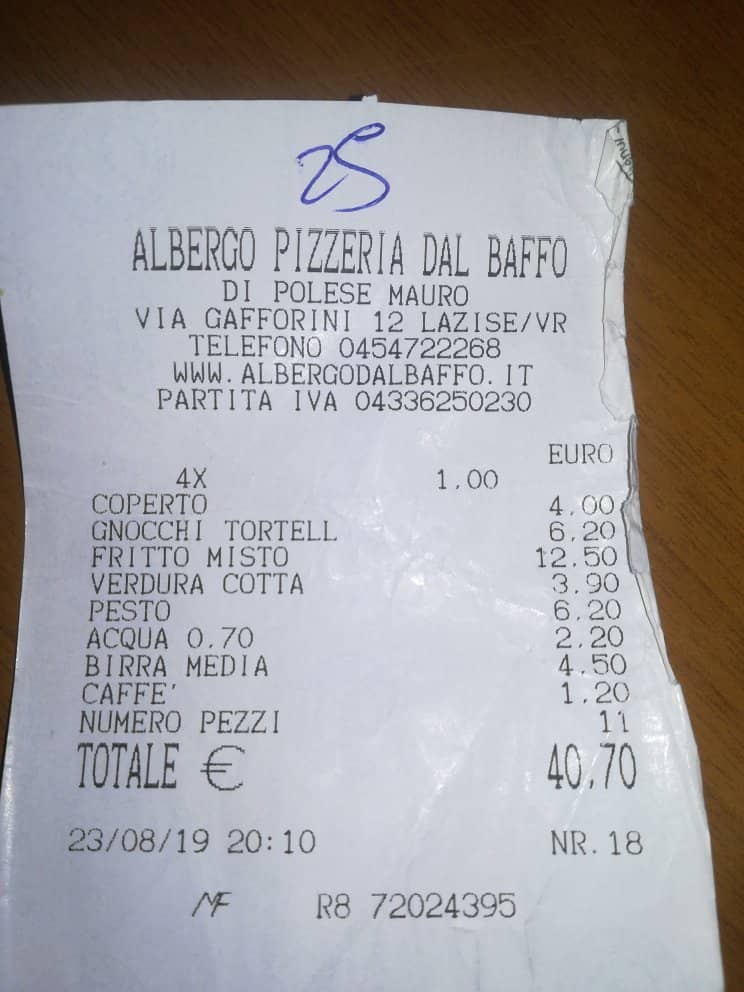 25
ALBERGO PIZZERIA DAL BAFFO
DI POLESE MAURO
VIA GAFFORINI 12 LAZISE/VR
TELEFONO 0454722268
WWW.ALBERGODALBAFFO.IT
PARTITA IVA 04336250230
EURO
4X 1,00
COPERTO 4,00
GNOCCHI TORTELL 6,20
FRITTO MISTO 12,50
VERDURA COTTA 3,90
PESTO 6,20
ACQUA 0.70 2,20
BIRRA MEDIA 4,50
CAFFE' 1,20
NUMERO PEZZI 11
TOTALE € 40,70
23/08/19 20:10 NR.18
MF R8 72024395